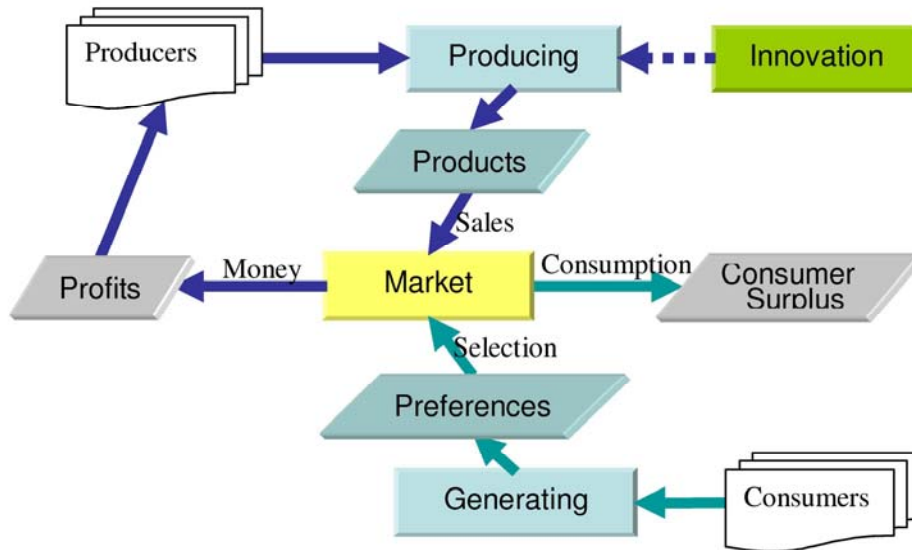 Producers
Producing
Innovation
Products
Sales
Profits
Money
Market
Consumption
Consumer
Surplus
Selection
Preferences
Generating
Consumers